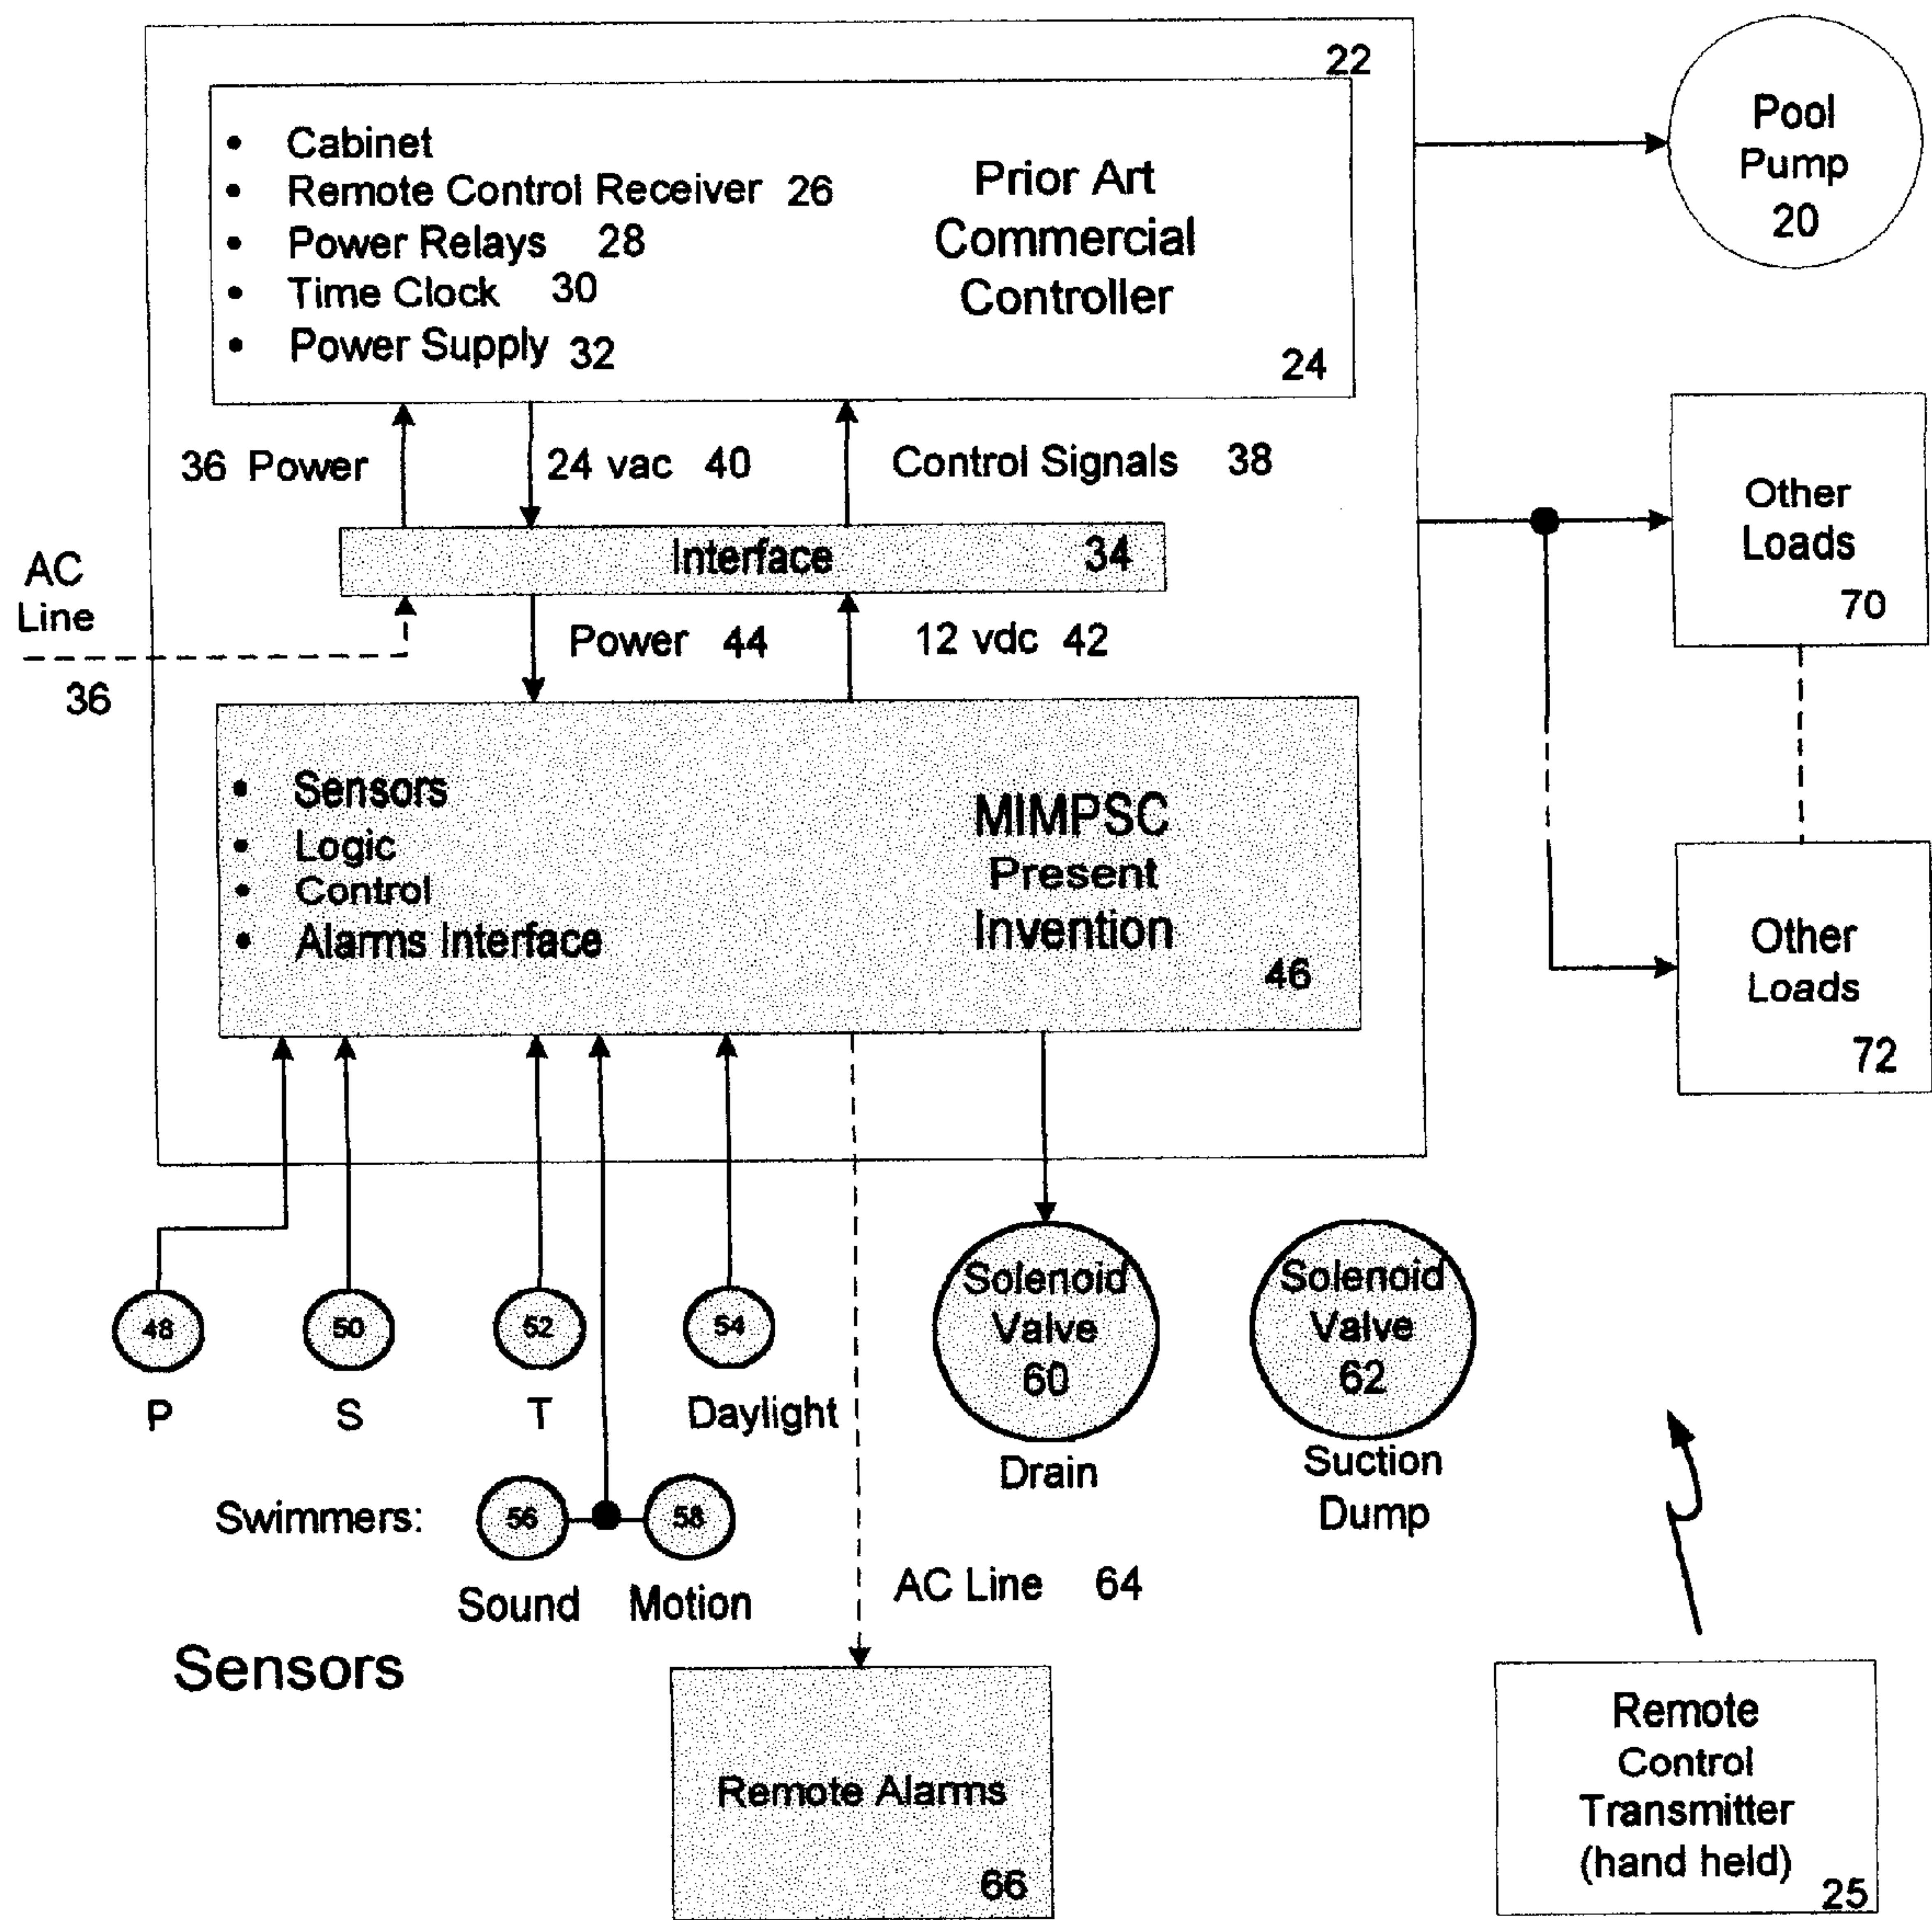 22
• Cabinet
• Remote Control Receiver 26
• Power Relays 28
• Time Clock 30
• Power Supply 32
Prior Art
Commercial
Controller
24
Pool
Pump
20
36 Power
24 vac 40
Control Signals 38
Interface 34
AC
Line
36
Power 44
12 vdc 42
Other
Loads
70
• Sensors
• Logic
• Control
• Alarms Interface
MIMPSC
Present
Invention
46
Other
Loads
72
48
P
50
S
52
T
54
Daylight
Solenoid
Valve
60
Drain
Solenoid
Valve
62
Suction
Dump
Swimmers:
56
58
Sound
Motion
Sensors
AC Line 64
Remote Alarms
66
Remote
Control
Transmitter
(hand held)
25